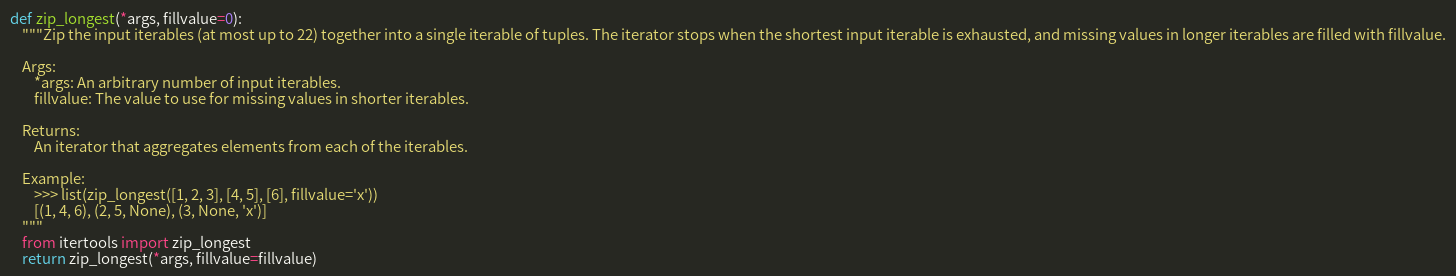 def zip_longest(*args, fillvalue=0):
    """Zip the input iterables (at most up to 22) together into a single iterable of tuples. The iterator stops when the shortest input iterable is exhausted, and missing values in longer iterables are filled with fillvalue.

    Args:
        *args: An arbitrary number of input iterables.
        fillvalue: The value to use for missing values in shorter iterables.

    Returns:
        An iterator that aggregates elements from each of the iterables.

    Example:
        >>> list(zip_longest([1, 2, 3], [4, 5], [6], fillvalue='x'))
        [(1, 4, 6), (2, 5, None), (3, None, 'x')]
    """
    from itertools import zip_longest
    return zip_longest(*args, fillvalue=fillvalue)